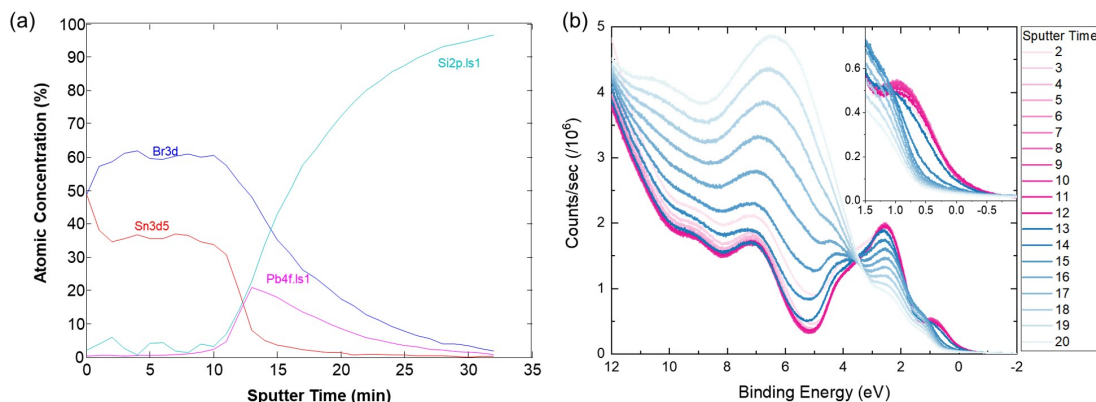 (a)
Atomic Concentration (%)
100
90
80
70
60
50
40
30
20
10
0
Si2p.ls1
Br3d
Sn3d5
Pb4f.ls1
0 5 10 15 20 25 30 35
Sputter Time (min)
(b)
Counts/sec (/10⁶)
5
4
3
2
1
0
12 10 8 6 4 2 0 -2
Binding Energy (eV)
0.6
0.4
0.2
0.0
1.5 1.0 0.5 0.0
Sputter Time
2
3
4
5
6
7
8
9
10
11
12
13
14
15
16
17
18
19
20